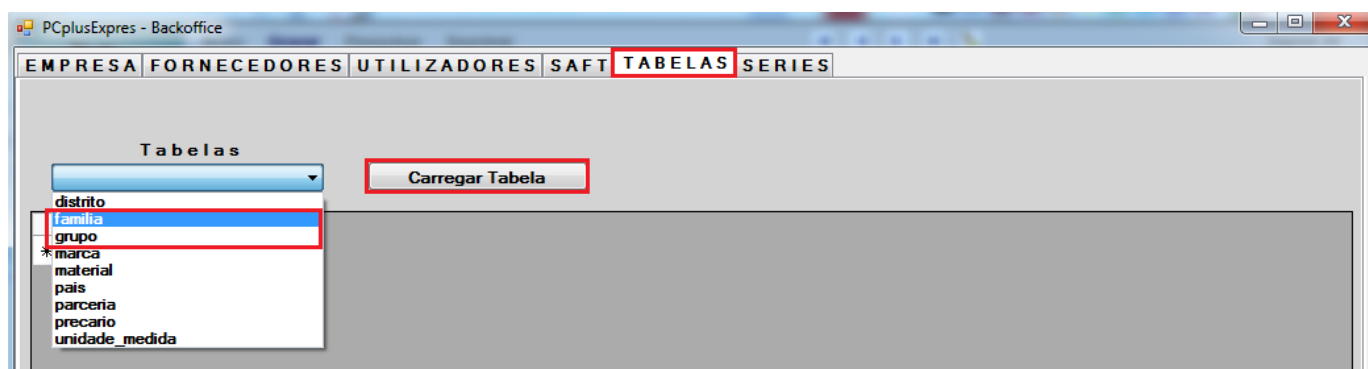 PCplusExpres - Backoffice
EMPRESA FORNECEDORES UTILIZADORES SAFT TABELAS SERIES
Tabelas
Carregar Tabela
distrito
familia
grupo
* marca
material
pais
parceria
precario
unidade_medida